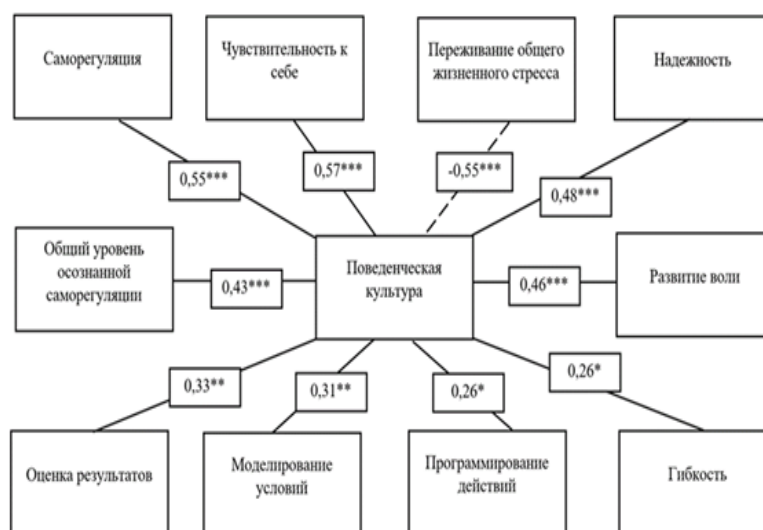 Саморегуляция
Чувствительность к
себе
Переживание общего
жизненного стресса
Надежность
0,55***
0,57***
-0,55***
0,48***
Общий уровень
осознанной
саморегуляции
0,43***
Поведенческая
культура
0,46***
Развитие воли
0,33**
0,31**
0,26*
0,26*
Оценка результатов
Моделирование
условий
Программирование
действий
Гибкость